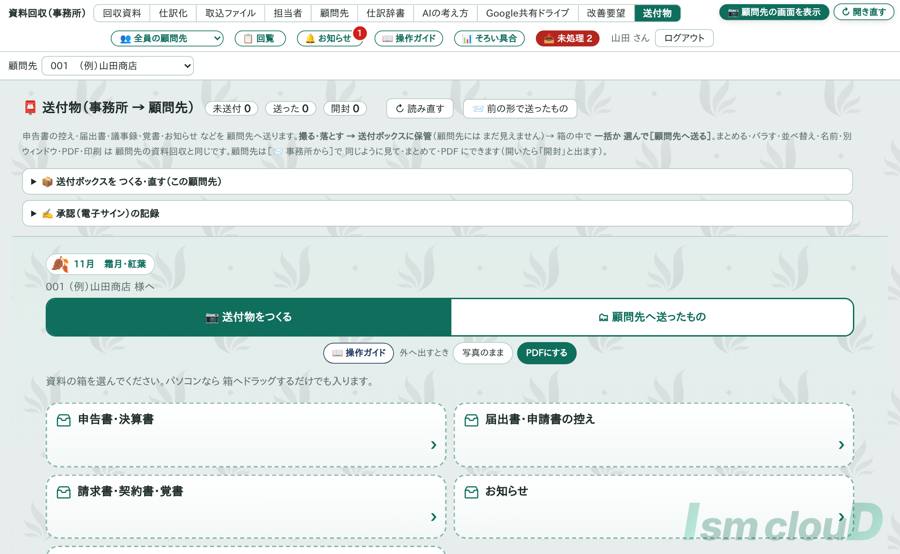 資料回収(事務所) 回収資料 仕訳化 取込ファイル 担当者 顧問先 仕訳辞書 AIの考え方 Google共有ドライブ 改善要望 送付物 📷 顧問先の画面を表示 ↻ 開き直す
👥 全員の顧問先 📋 回覧 🔔 お知らせ 1 📖 操作ガイド 📊 そろい具合 📥 未処理 2 山田 さん ログアウト
顧問先 001 (例)山田商店
📮 送付物(事務所 → 顧問先) 未送付 0 送った 0 開封 0 ↻ 読み直す 📨 前の形で送ったもの
申告書の控え・届出書・議事録・覚書・お知らせ などを 顧問先へ送ります。撮る・落とす → 送付ボックスに保管(顧問先には まだ見えません)→ 箱の中で 一括か 選んで[顧問先へ送る]。まとめる・バラす・並べ替え・名前・別
ウィンドウ・PDF・印刷 は 顧問先の資料回収と同じです。顧問先は[📨 事務所から]で 同じように見て・まとめて・PDF にできます(開いたら「開封」と出ます)。
▶ 📦 送付ボックスを つくる・直す(この顧問先)
▶ ✍ 承認(電子サイン)の記録
🍂 11月 霜月・紅葉
001 (例)山田商店 様へ
📷 送付物をつくる 🗂 顧問先へ送ったもの
📖 操作ガイド 外へ出すとき 写真のまま PDFにする
資料の箱を選んでください。パソコンなら 箱へドラッグするだけでも入ります。
申告書・決算書 届出書・申請書の控え
› ›
請求書・契約書・覚書 お知らせ
› ›
Ism clouD